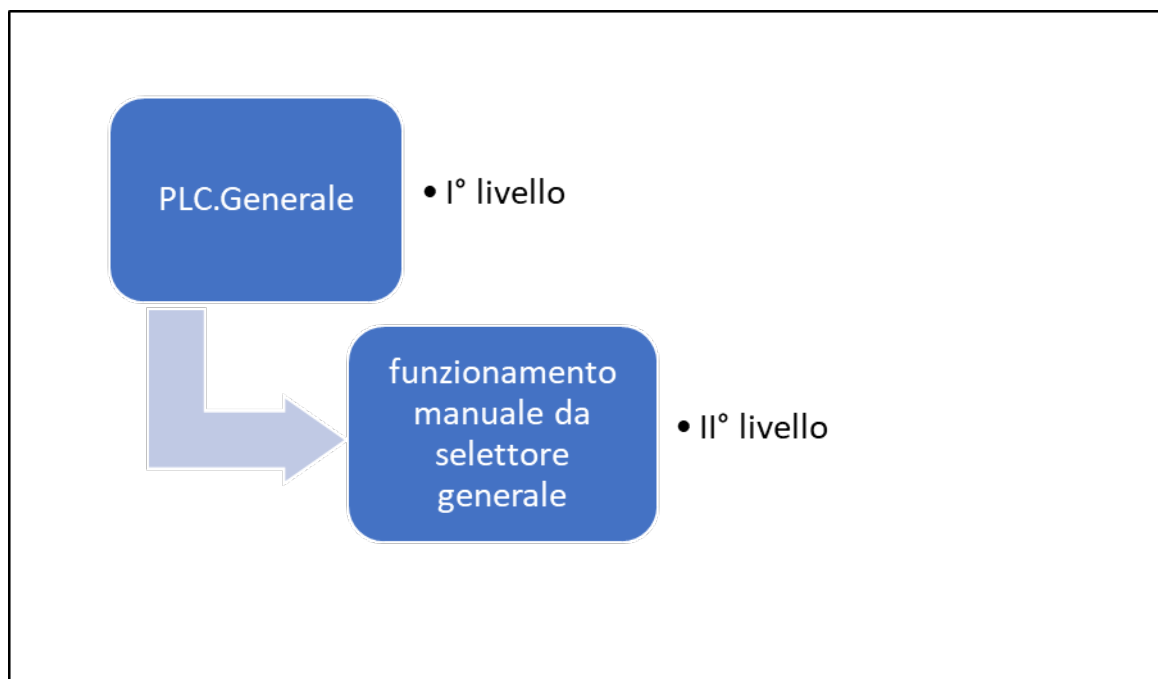 PLC.Generale
• I° livello
funzionamento
manuale da
selettore
generale
• II° livello